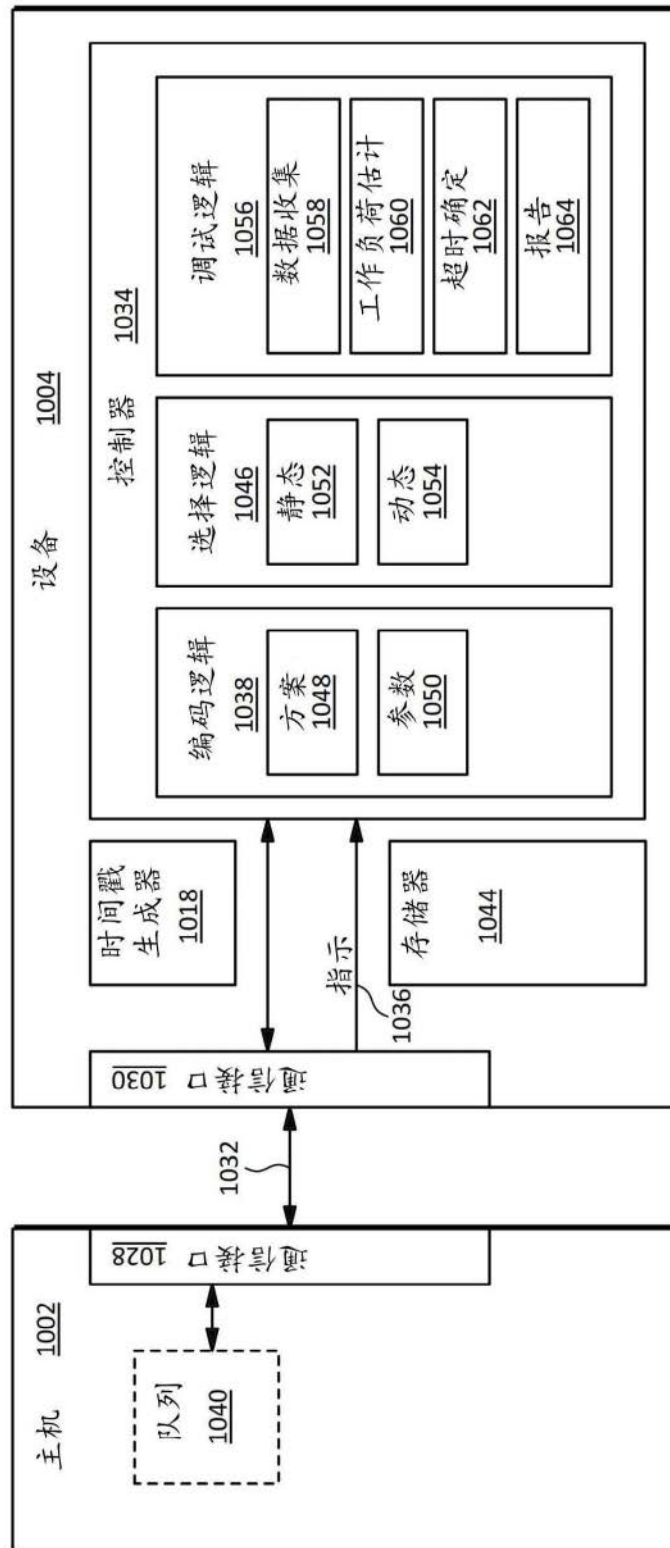 主机
1002
队列
1040
通信接口 1028
1032
设备
1004
通信接口 1030
时间戳
生成器
1018
指示
1036
存储器
1044
控制器
1034
编码逻辑
1038
方案
1048
参数
1050
选择逻辑
1046
静态
1052
动态
1054
调试逻辑
1056
数据收集
1058
工作负荷估计
1060
超时确定
1062
报告
1064